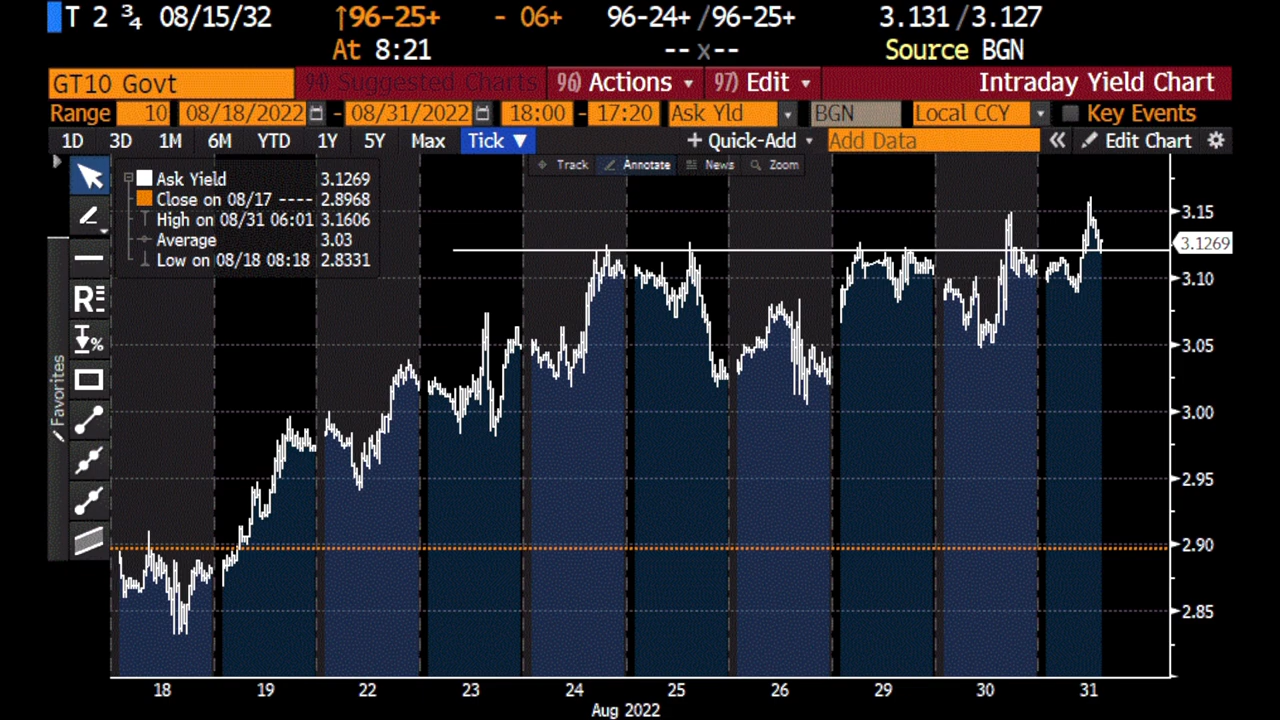 T 2 ¾ 08/15/32 ↑96-25+ - 06+ 96-24+ /96-25+ 3.131 /3.127
At 8:21 -- x -- Source BGN
GT10 Govt 94) Suggested Charts 96) Actions ▾ 97) Edit ▾ Intraday Yield Chart
Range 10 08/18/2022 - 08/31/2022 18:00 - 17:20 Ask Yld ▾ BGN Local CCY ▾ Key Events
1D 3D 1M 6M YTD 1Y 5Y Max Tick ▼ + Quick-Add ▾ Add Data « Edit Chart
Track Annotate News Zoom
Ask Yield 3.1269
Close on 08/17 ---- 2.8968
High on 08/31 06:01 3.1606
Average 3.03
Low on 08/18 08:18 2.8331
3.15
3.1269
3.10
3.05
3.00
2.95
2.90
2.85
R
%
Favorites
18 19 22 23 24 25 26 29 30 31
Aug 2022